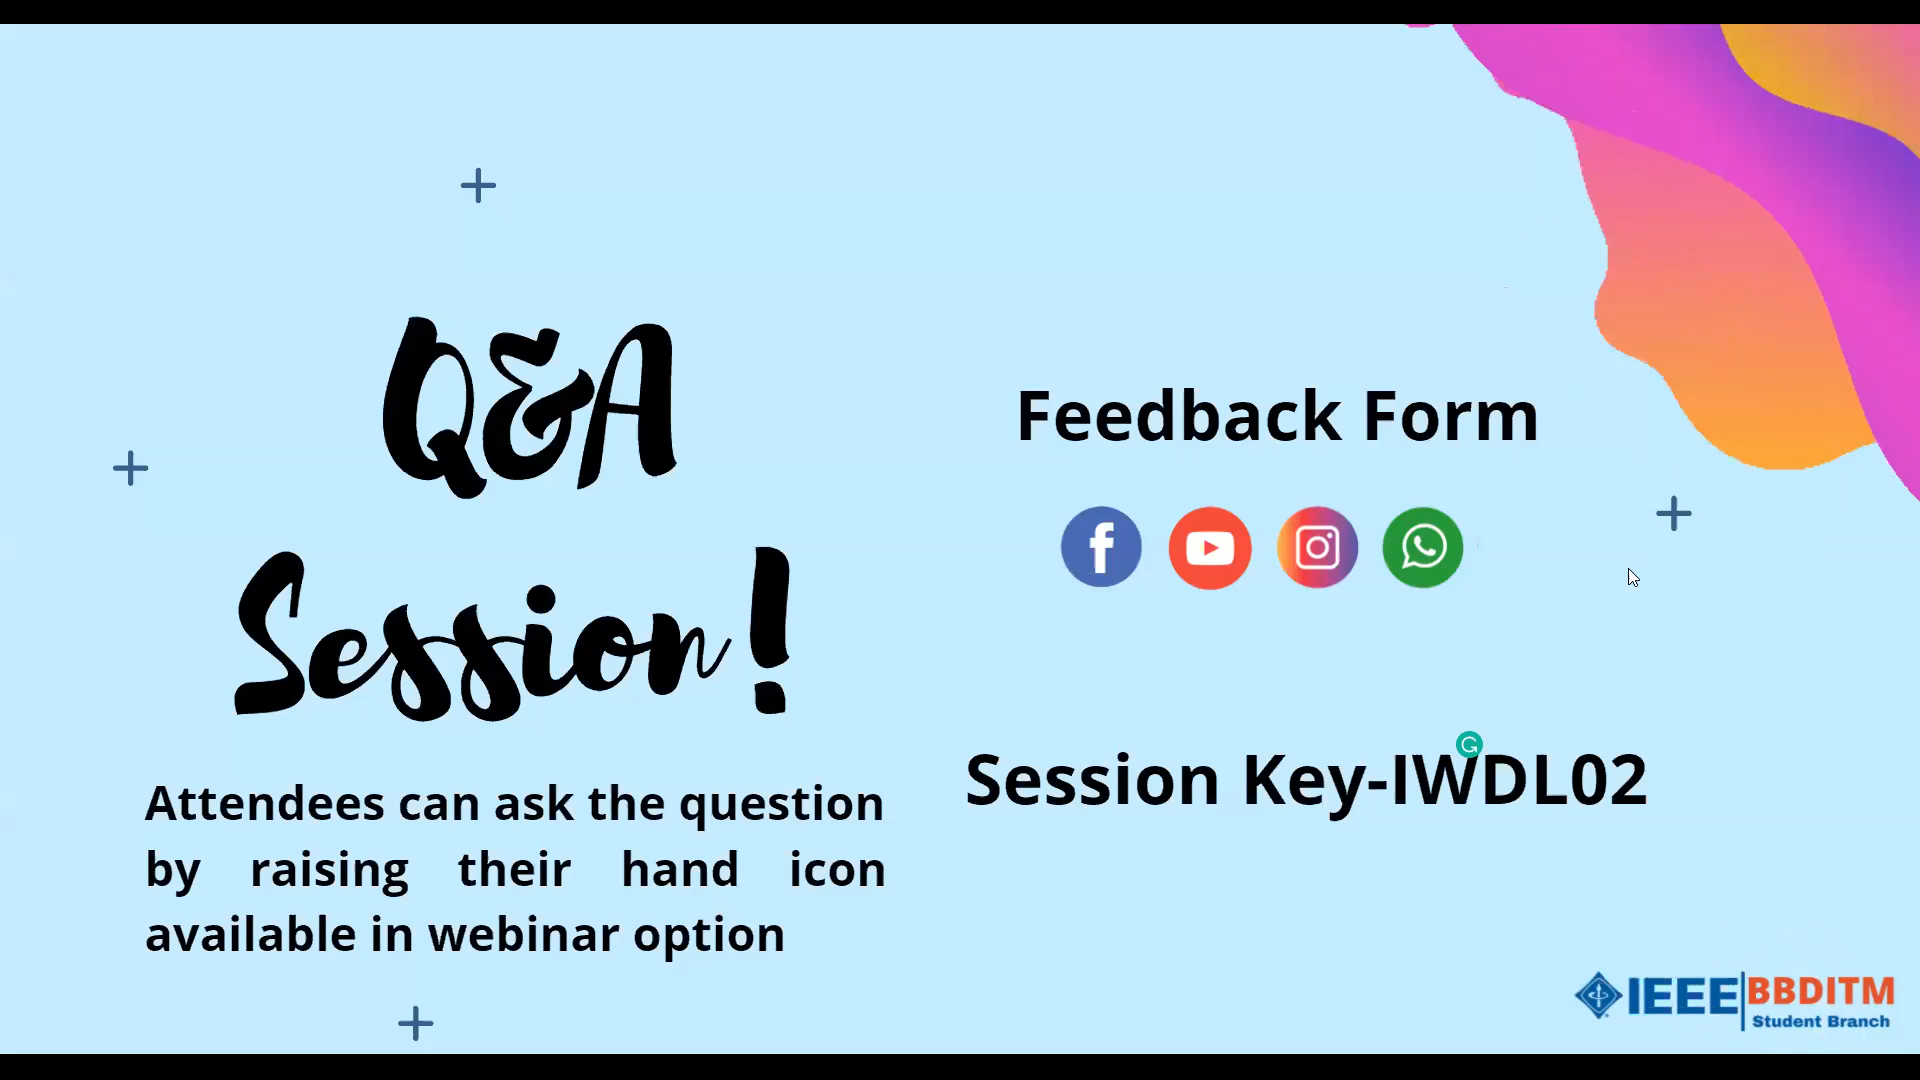 Q&A
Session!
Attendees can ask the question
by raising their hand icon
available in webinar option
Feedback Form
Session Key-IWDL02
IEEE BBDITM
Student Branch